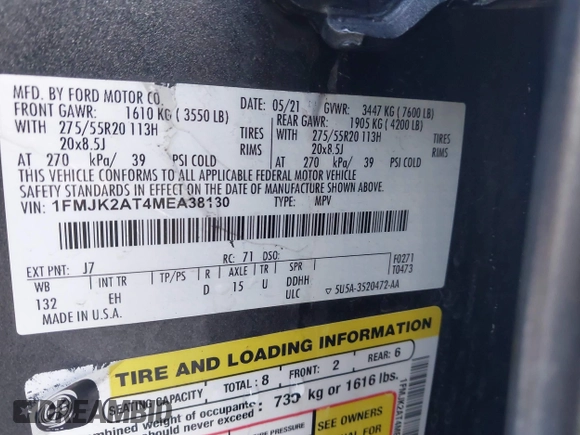 MFD. BY FORD MOTOR CO.
DATE: 05/21 GVWR: 3447 KG ( 7600 LB)
FRONT GAWR: 1610 KG ( 3550 LB) REAR GAWR: 1905 KG ( 4200 LB)
WITH 275/55R20 113H TIRES WITH 275/55R20 113H TIRES
20x8.5J RIMS 20x8.5J RIMS
AT 270 kPa/ 39 PSI COLD AT 270 kPa/ 39 PSI COLD
THIS VEHICLE CONFORMS TO ALL APPLICABLE FEDERAL MOTOR VEHICLE
SAFETY STANDARDS IN EFFECT ON THE DATE OF MANUFACTURE SHOWN ABOVE.
VIN: 1FMJK2AT4MEA38130 TYPE: MPV
EXT PNT: J7 RC: 71 DSO: F0271
T0473
WB INT TR TP/PS R AXLE TR SPR
132 EH D 15 U DDHH
ULC
5U5A-3520472-AA
MADE IN U.S.A.
TIRE AND LOADING INFORMATION
SEATING CAPACITY TOTAL: 8 FRONT: 2 REAR: 6
combined weight of occupants kg or 1616 lbs.
SEE OWNERS